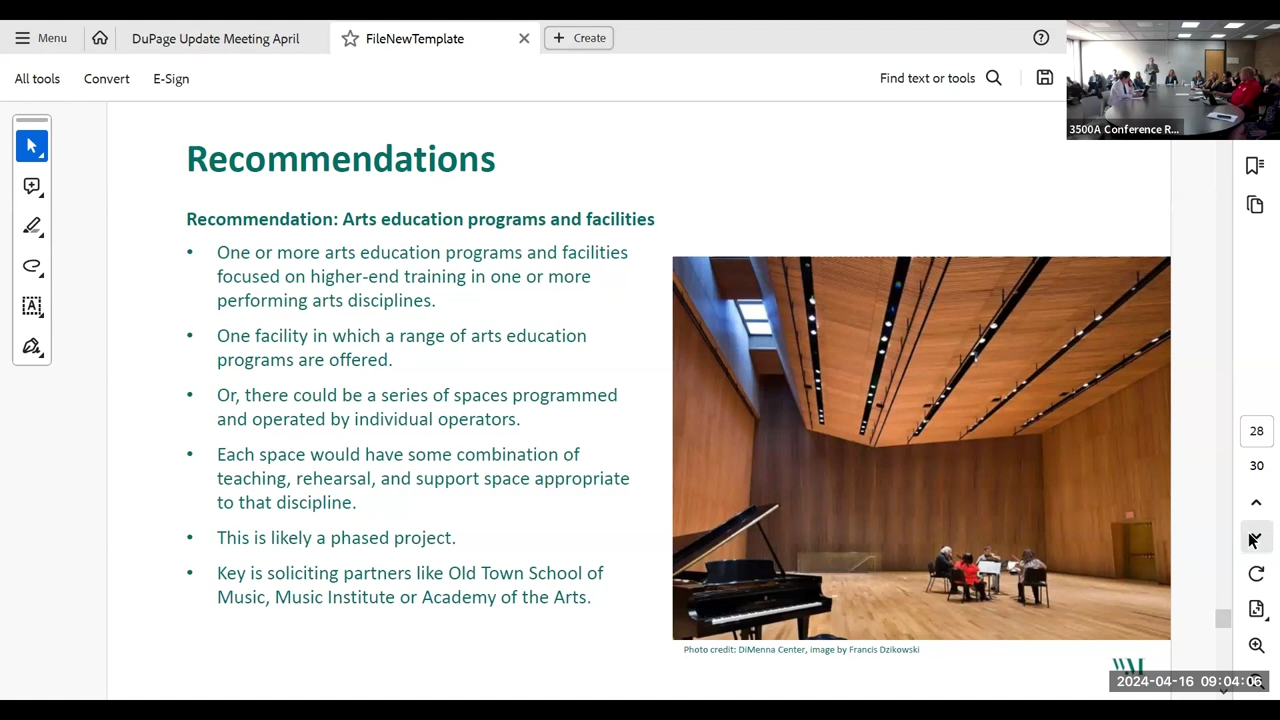 Menu
DuPage Update Meeting April
FileNewTemplate
Create
All tools
Convert
E-Sign
Find text or tools
3500A Conference R...
Recommendations
Recommendation: Arts education programs and facilities
• One or more arts education programs and facilities
focused on higher-end training in one or more
performing arts disciplines.
• One facility in which a range of arts education
programs are offered.
• Or, there could be a series of spaces programmed
and operated by individual operators.
• Each space would have some combination of
teaching, rehearsal, and support space appropriate
to that discipline.
• This is likely a phased project.
• Key is soliciting partners like Old Town School of
Music, Music Institute or Academy of the Arts.
Photo credit: DiMenna Center, image by Francis Dzikowski
WM
28
30
2024-04-16 09:04:06